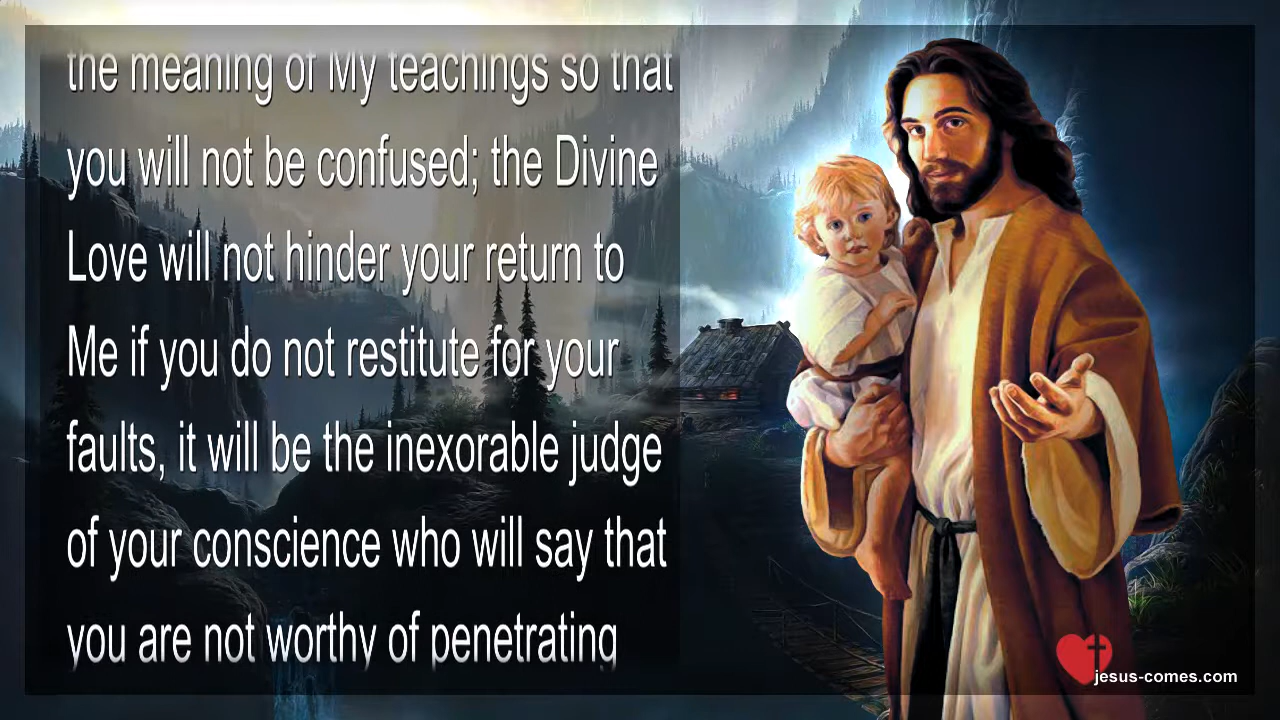 the meaning of My teachings so that
you will not be confused; the Divine
Love will not hinder your return to
Me if you do not restitute for your
faults, it will be the inexorable judge
of your conscience who will say that
you are not worthy of penetrating
jesus-comes.com